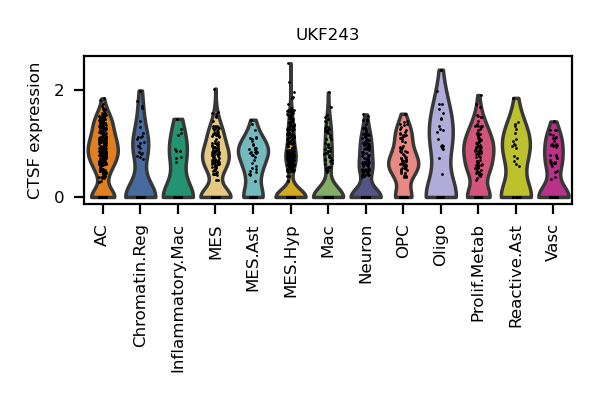 UKF243
CTSF expression
2
0
AC
Chromatin.Reg
Inflammatory.Mac
MES
MES.Ast
MES.Hyp
Mac
Neuron
OPC
Oligo
Prolif.Metab
Reactive.Ast
Vasc